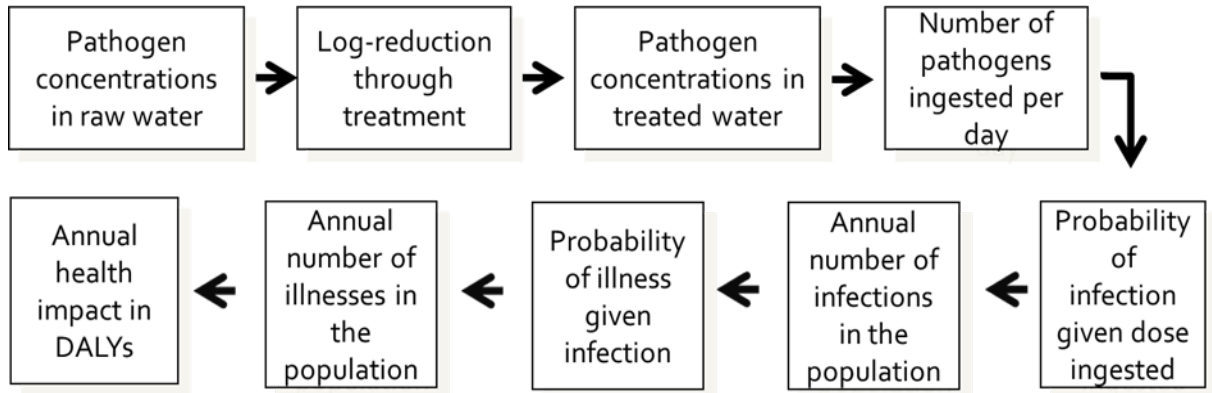 Pathogen
concentrations
in raw water
Log-reduction
through
treatment
Pathogen
concentrations in
treated water
Number of
pathogens
ingested per
day
Probability
of
infection
given dose
ingested
Annual
number of
infections
in the
population
Probability
of illness
given
infection
Annual
number of
illnesses in
the
population
Annual
health
impact in
DALYs